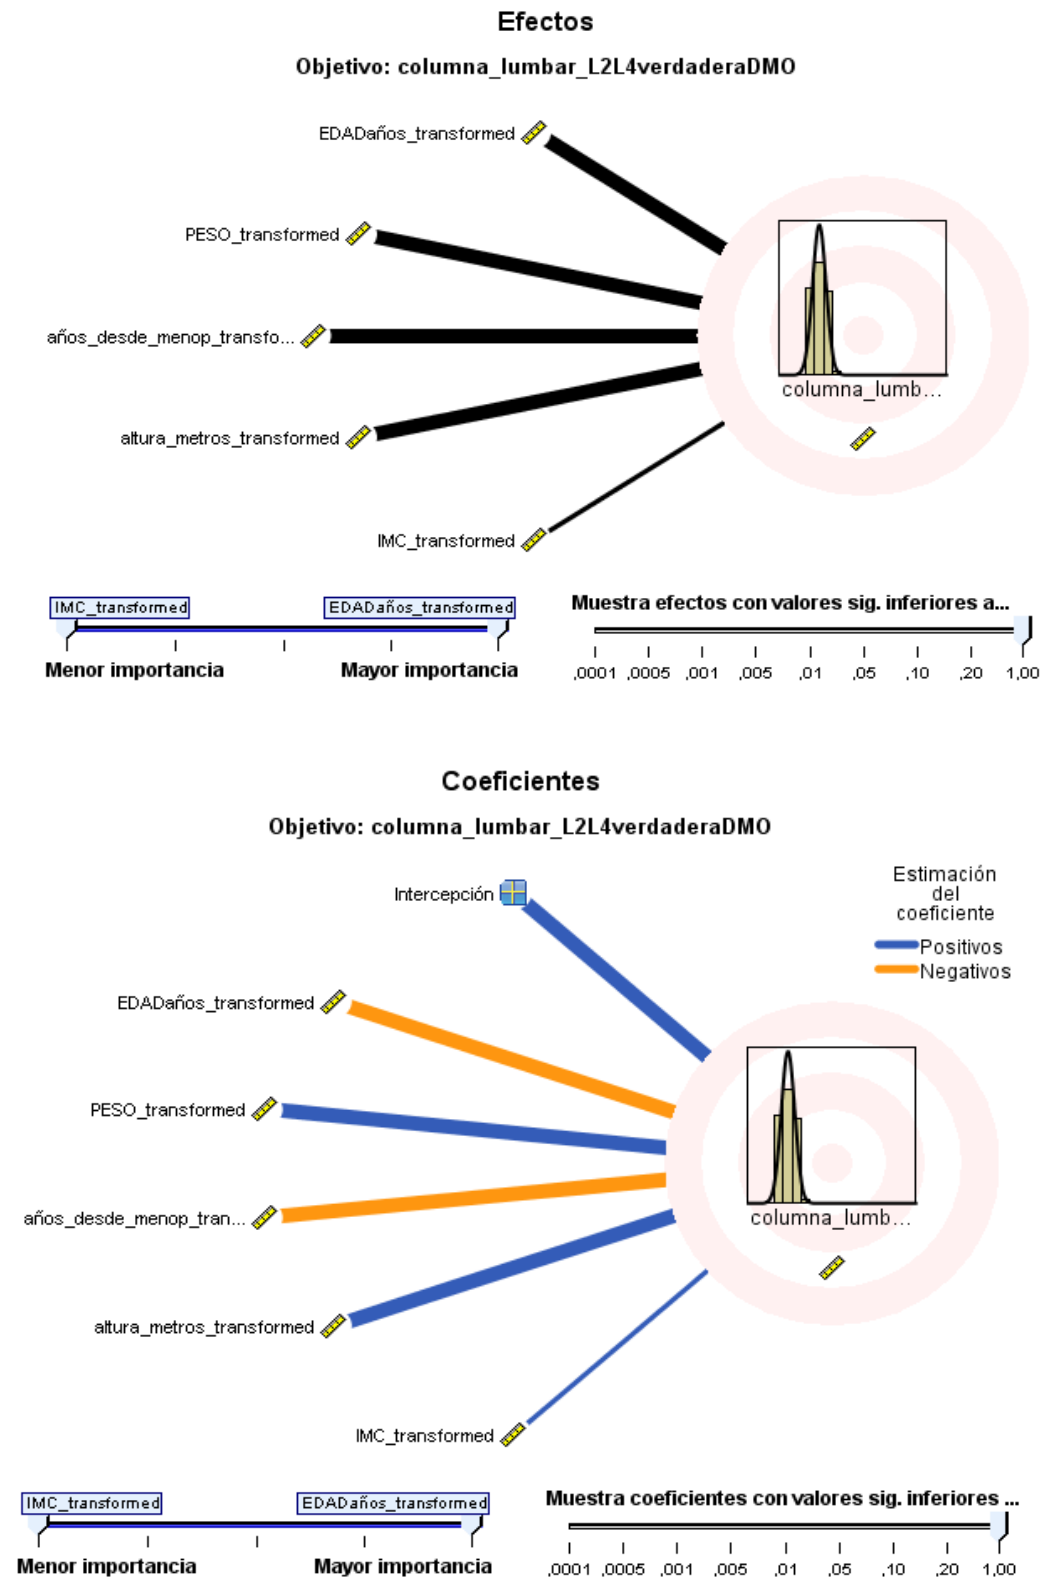 Efectos
Objetivo: columna_lumbar_L2L4verdaderaDMO
EDADaños_transformed
PESO_transformed
años_desde_menop_transfo...
altura_metros_transformed
IMC_transformed
columna_lumb...
IMC_transformed
EDADaños_transformed
Menor importancia
Mayor importancia
Muestra efectos con valores sig. inferiores a...
,0001 ,0005 ,001 ,005 ,01 ,05 ,10 ,20 1,00
Coeficientes
Objetivo: columna_lumbar_L2L4verdaderaDMO
Estimación
del
coeficiente
Positivos
Negativos
Intercepción
EDADaños_transformed
PESO_transformed
años_desde_menop_tran...
altura_metros_transformed
IMC_transformed
columna_lumb...
IMC_transformed
EDADaños_transformed
Menor importancia
Mayor importancia
Muestra coeficientes con valores sig. inferiores ...
,0001 ,0005 ,001 ,005 ,01 ,05 ,10 ,20 1,00